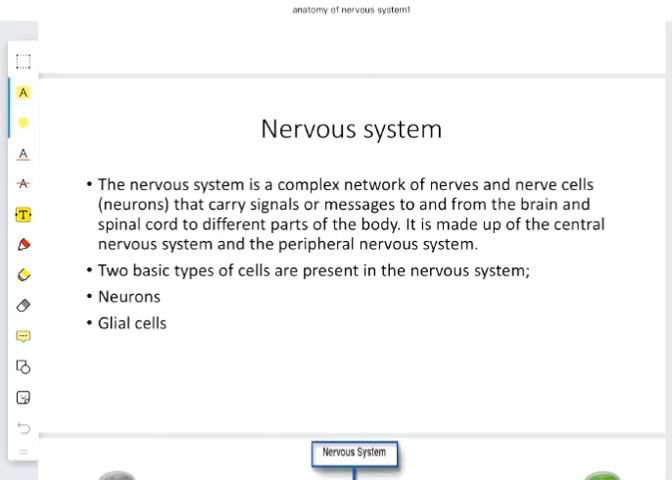 anatomy of nervous system1
Nervous system
• The nervous system is a complex network of nerves and nerve cells
(neurons) that carry signals or messages to and from the brain and
spinal cord to different parts of the body. It is made up of the central
nervous system and the peripheral nervous system.
• Two basic types of cells are present in the nervous system;
• Neurons
• Glial cells
Nervous System
A
A
A
T